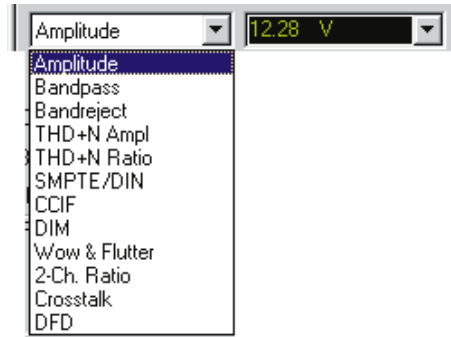 Amplitude 12.28 V
Amplitude
Bandpass
Bandreject
THD+N Ampl
THD+N Ratio
SMPTE/DIN
CCIF
DIM
Wow & Flutter
2-Ch. Ratio
Crosstalk
DFD